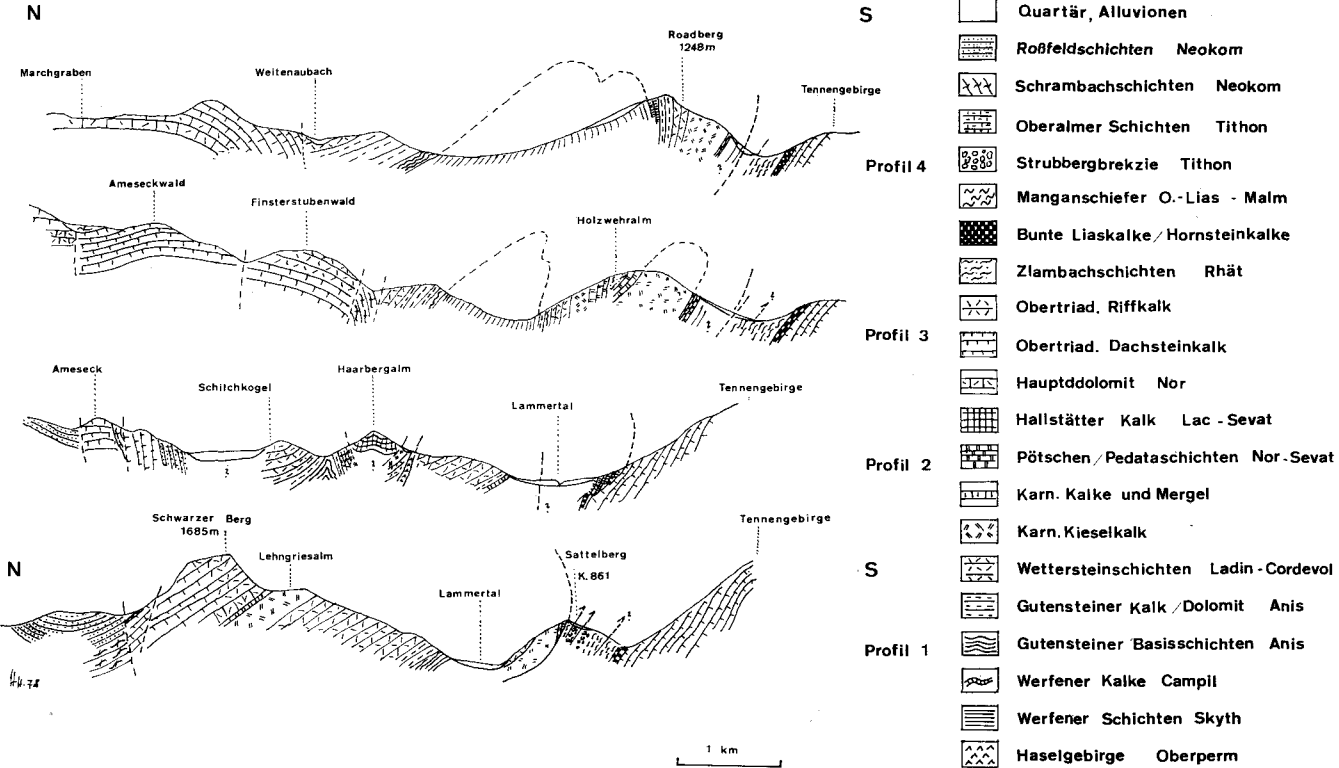 N
S
Roadberg
1248m
Marchgraben
Weitenaubach
Tennengebirge
Profil 4
Ameseckwald
Finsterstubenwald
Holzwehralm
Profil 3
Ameseck
Schilchkogel
Haarbergalm
Lammertal
Tennengebirge
Profil 2
Schwarzer Berg
1685m
Lehngriesalm
Lammertal
Sattelberg
K.861
Tennengebirge
N
S
Profil 1
HH-78
1 km
Quartär, Alluvionen
Roßfeldschichten Neokom
Schrambachschichten Neokom
Oberalmer Schichten Tithon
Strubbergbrekzie Tithon
Manganschiefer O.-Lias - Malm
Bunte Liaskalke/Hornsteinkalke
Zlambachschichten Rhät
Obertriad. Riffkalk
Obertriad. Dachsteinkalk
Hauptddolomit Nor
Hallstätter Kalk Lac - Sevat
Pötschen/Pedataschichten Nor-Sevat
Karn. Kalke und Mergel
Karn. Kieselkalk
Wettersteinschichten Ladin-Cordevol
Gutensteiner Kalk/Dolomit Anis
Gutensteiner Basisschichten Anis
Werfener Kalke Campil
Werfener Schichten Skyth
Haselgebirge Oberperm